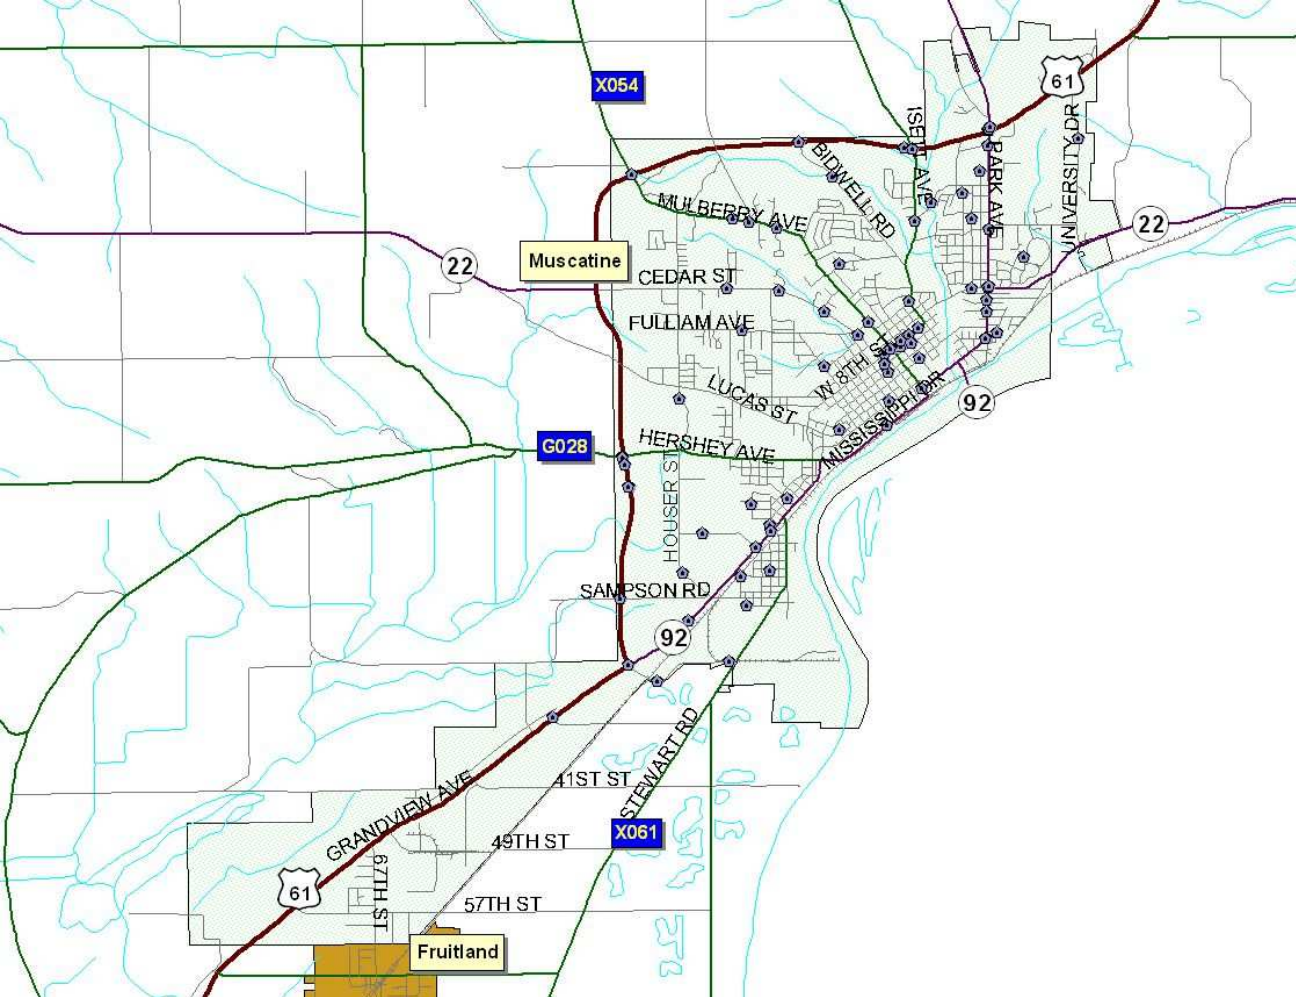 61
X054
ISETT AVE
PARK AVE
UNIVERSITY DR
BIDWELL RD
MULBERRY AVE
22
22
Muscatine
CEDAR ST
FULLIAM AVE
W 8TH ST
LUCAS ST
MISSISSIPPI DR
92
G028
HERSHEY AVE
HOUSER ST
SAMPSON RD
92
STEWART RD
41ST ST
GRANDVIEW AVE
X061
49TH ST
61
67TH ST
57TH ST
Fruitland